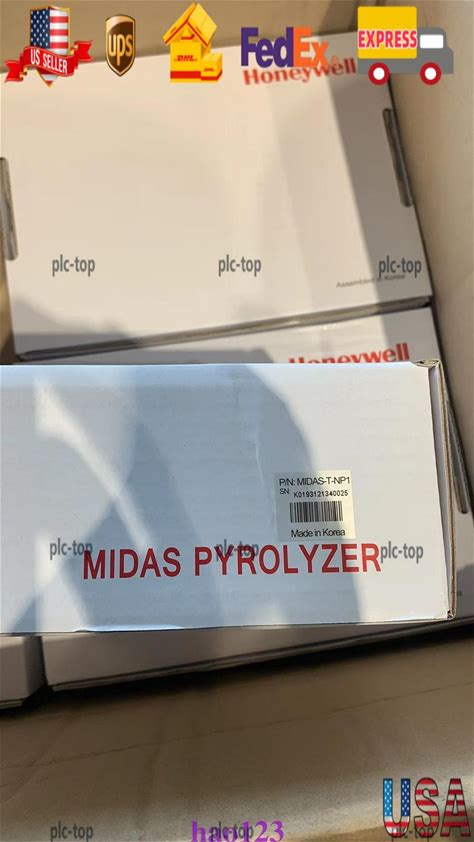 US SELLER
ups
DHL
FedEx
EXPRESS
Honeywell
plc-top plc-top plc-top
Assembled in Korea
Honeywell
P/N: MIDAS-T-NP1
SN: K0193121340025
Made in Korea
plc-top plc-top plc-top
MIDAS PYROLYZER
USA
plc-top plc-top plc-top
hao123